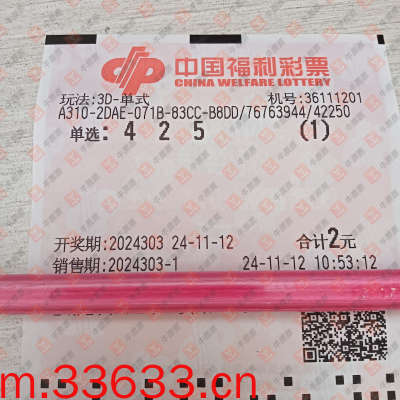 中国福利彩票
CHINA WELFARE LOTTERY
玩法:3D-单式 机号:36111201
A310-2DAE-071B-83CC-B8DD/76763944/42250
单选: 4 2 5 (1)
开奖期:2024303 24-11-12 合计2元
销售期:2024303-1 24-11-12 10:53:12
m.33633.cn